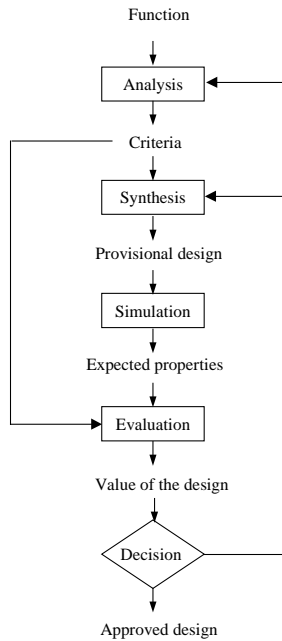 Function
Analysis
Criteria
Synthesis
Provisional design
Simulation
Expected properties
Evaluation
Value of the design
Decision
Approved design